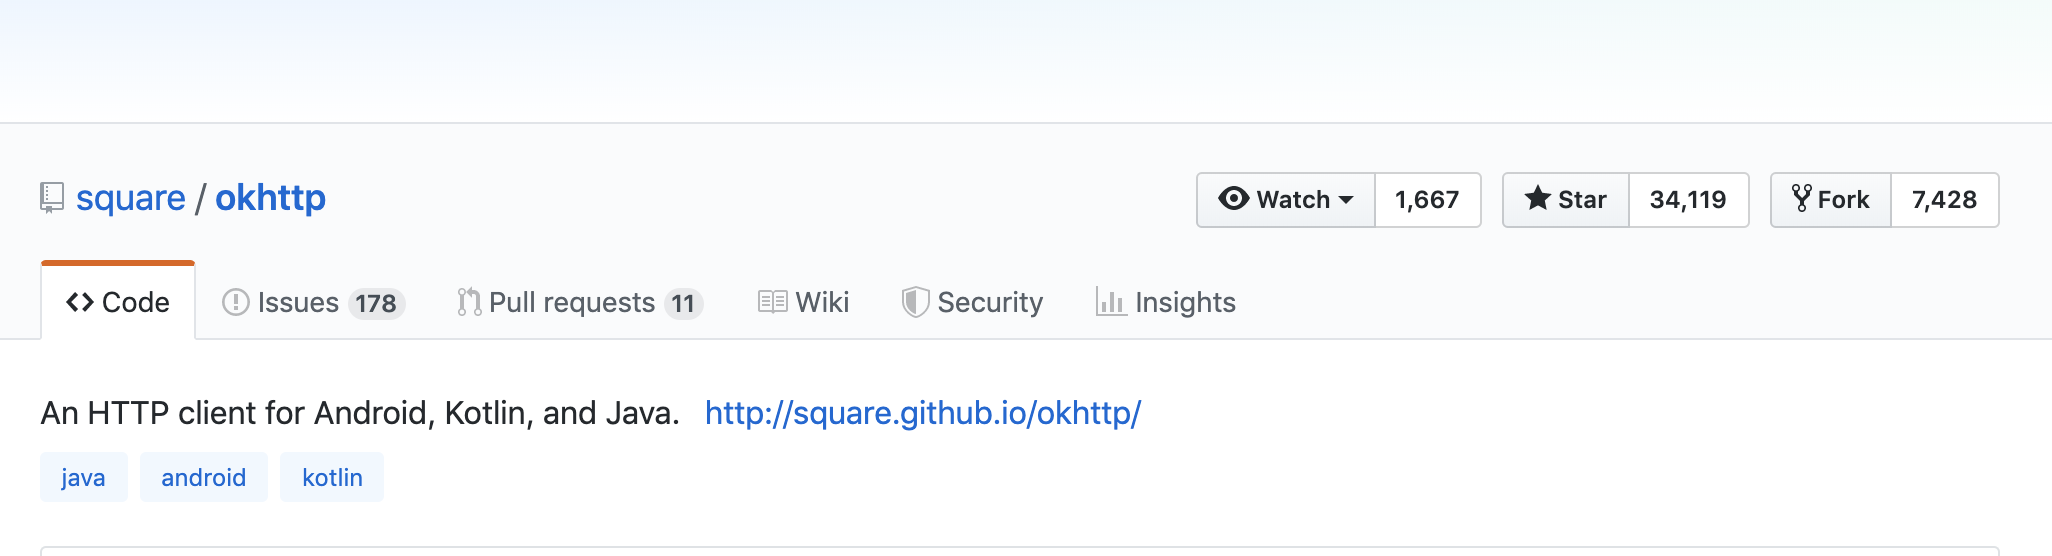 square / okhttp
Watch 1,667 Star 34,119 Fork 7,428
Code Issues 178 Pull requests 11 Wiki Security Insights
An HTTP client for Android, Kotlin, and Java. http://square.github.io/okhttp/
java android kotlin